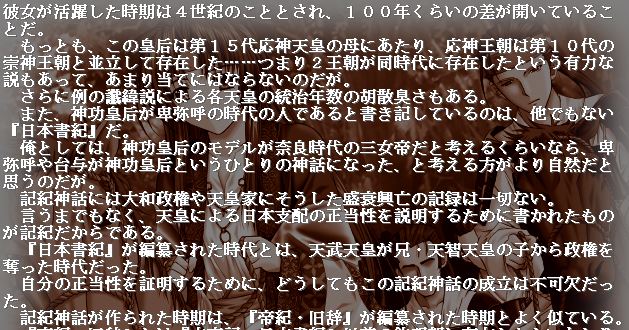 彼女が活躍した時期は４世紀のこととされ、１００年くらいの差が開いているこ
とだ。
　もっとも、この皇后は第１５代応神天皇の母にあたり、応神王朝は第１０代の
崇神王朝と並立して存在した……つまり２王朝が同時代に存在したという有力な
説もあって、あまり当てにはならないのだが。
　さらに例の讖緯説による各天皇の統治年数の胡散臭さもある。
　また、神功皇后が卑弥呼の時代の人であると書き記しているのは、他でもない
『日本書紀』だ。
　俺としては、神功皇后のモデルが奈良時代の三女帝だと考えるくらいなら、卑
弥呼や台与が神功皇后というひとりの神話になった、と考える方がより自然だと
思うのだが。
　記紀神話には大和政権や天皇家にそうした盛衰興亡の記録は一切ない。
　言うまでもなく、天皇による日本支配の正当性を説明するために書かれたもの
が記紀だからである。
　『日本書紀』が編纂された時代とは、天武天皇が兄・天智天皇の子から政権を
奪った時代だった。
　自分の正当性を証明するために、どうしてもこの記紀神話の成立は不可欠だっ
た。
　記紀神話が作られた時期は、『帝紀・旧辞』が編纂された時期とよく似ている。